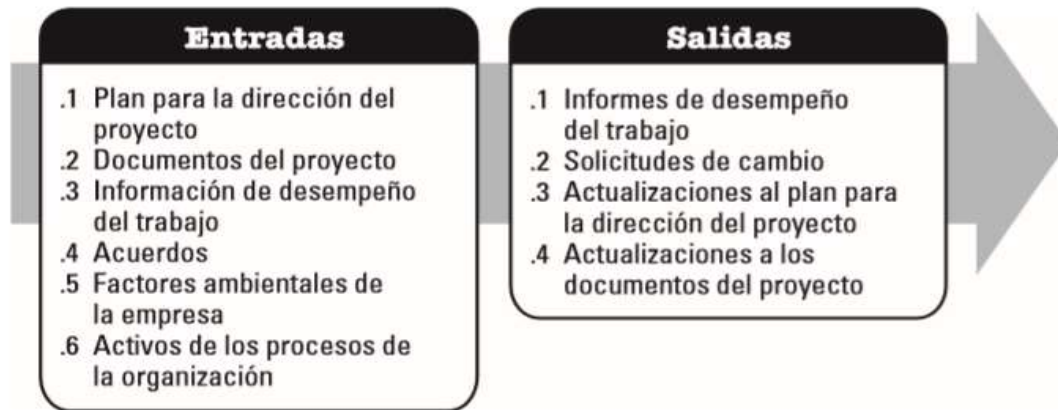 Entradas
.1 Plan para la dirección del
proyecto
.2 Documentos del proyecto
.3 Información de desempeño
del trabajo
.4 Acuerdos
.5 Factores ambientales de
la empresa
.6 Activos de los procesos de
la organización
Salidas
.1 Informes de desempeño
del trabajo
.2 Solicitudes de cambio
.3 Actualizaciones al plan para
la dirección del proyecto
.4 Actualizaciones a los
documentos del proyecto